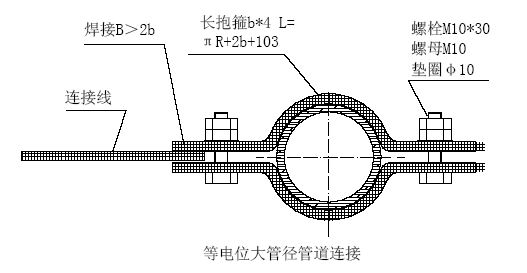 焊接B＞2b
长抱箍b*4 L=
πR+2b+103
螺栓M10*30
螺母M10
垫圈φ10
连接线
等电位大管径管道连接